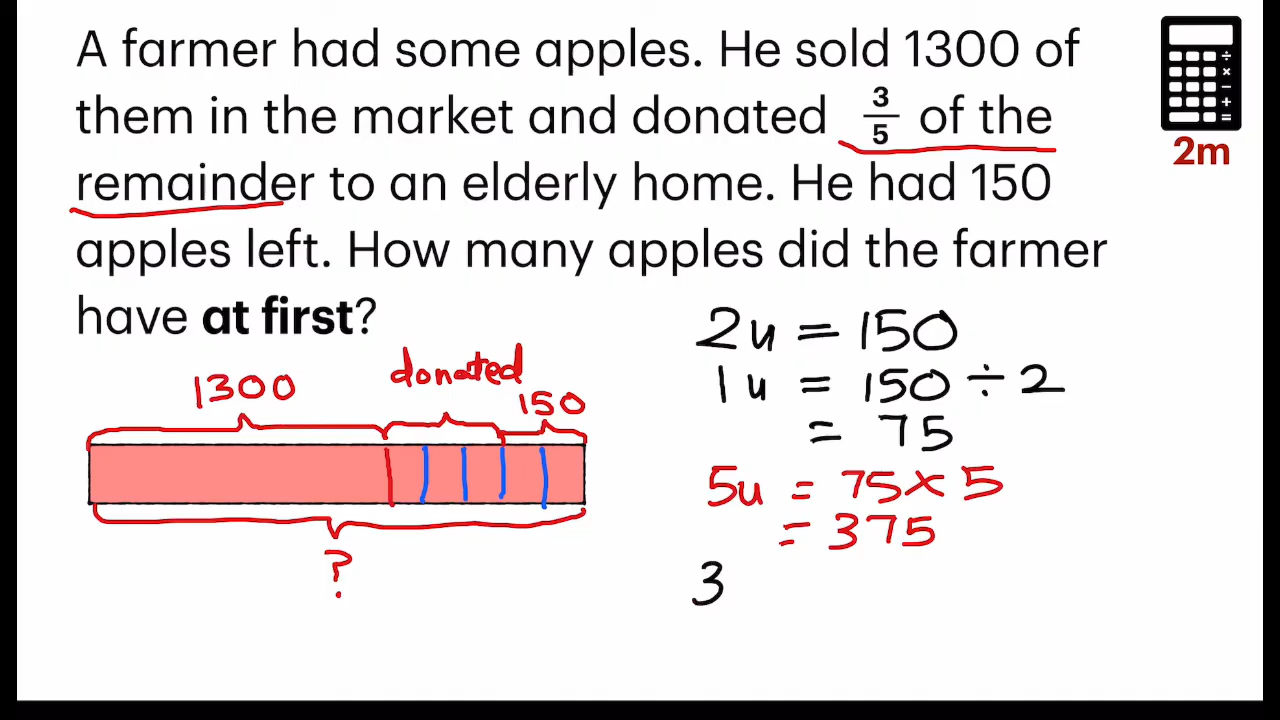 A farmer had some apples. He sold 1300 of
them in the market and donated 3/5 of the
remainder to an elderly home. He had 150
apples left. How many apples did the farmer
have at first?
2m
÷
×
−
+
=
1300
donated
150
?
2u = 150
1u = 150 ÷ 2
= 75
5u = 75 × 5
= 375
3